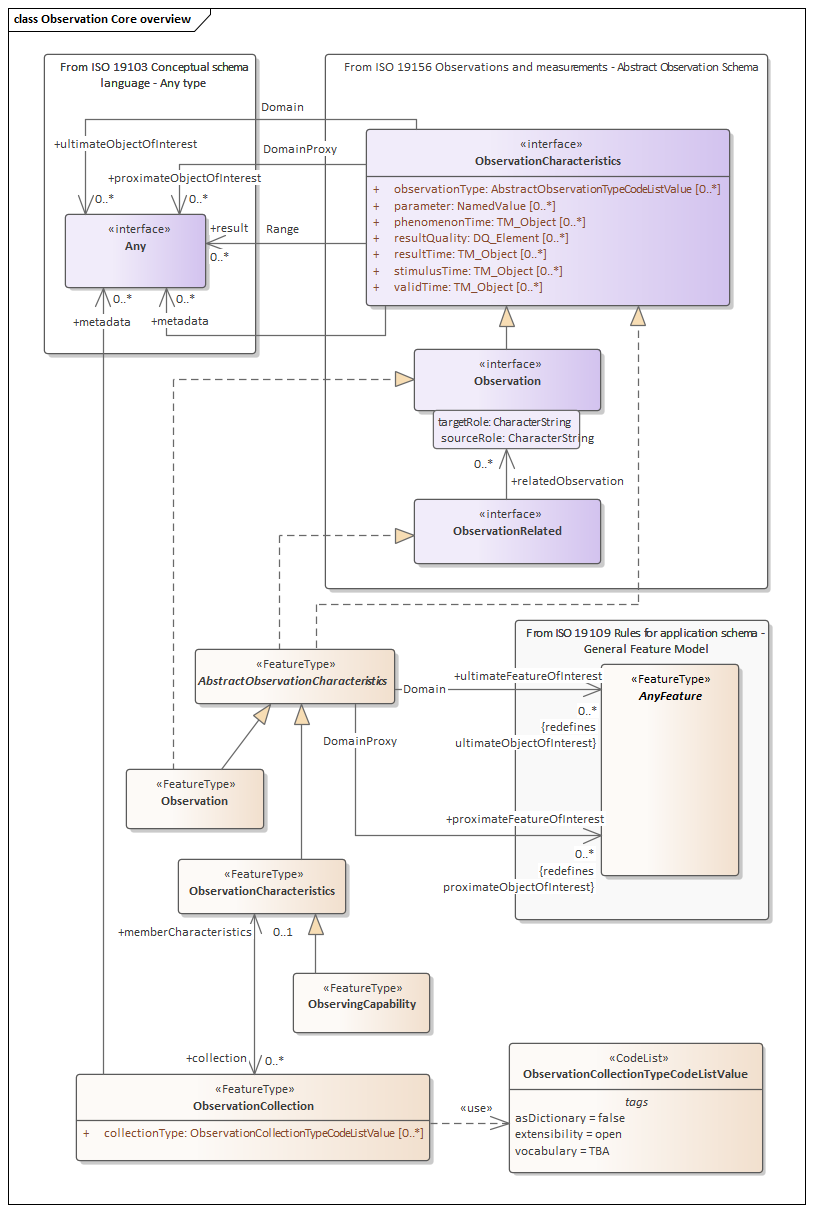 class Observation Core overview
From ISO 19103 Conceptual schema
language - Any type
From ISO 19156 Observations and measurements - Abstract Observation Schema
Domain
+ultimateObjectOfInterest
DomainProxy
+proximateObjectOfInterest
0..*
0..*
«interface»
Any
+result
Range
0..*
0..*
0..*
+metadata
+metadata
«interface»
ObservationCharacteristics
+ observationType: AbstractObservationTypeCodeListValue [0..*]
+ parameter: NamedValue [0..*]
+ phenomenonTime: TM_Object [0..*]
+ resultQuality: DQ_Element [0..*]
+ resultTime: TM_Object [0..*]
+ stimulusTime: TM_Object [0..*]
+ validTime: TM_Object [0..*]
«interface»
Observation
targetRole: CharacterString
sourceRole: CharacterString
0..*
+relatedObservation
«interface»
ObservationRelated
From ISO 19109 Rules for application schema -
General Feature Model
«FeatureType»
AbstractObservationCharacteristics
Domain
+ultimateFeatureOfInterest
0..*
{redefines
ultimateObjectOfInterest}
«FeatureType»
AnyFeature
DomainProxy
+proximateFeatureOfInterest
0..*
{redefines
proximateObjectOfInterest}
«FeatureType»
Observation
«FeatureType»
ObservationCharacteristics
+memberCharacteristics
0..1
«FeatureType»
ObservingCapability
+collection
0..*
«FeatureType»
ObservationCollection
+ collectionType: ObservationCollectionTypeCodeListValue [0..*]
«use»
«CodeList»
ObservationCollectionTypeCodeListValue
tags
asDictionary = false
extensibility = open
vocabulary = TBA